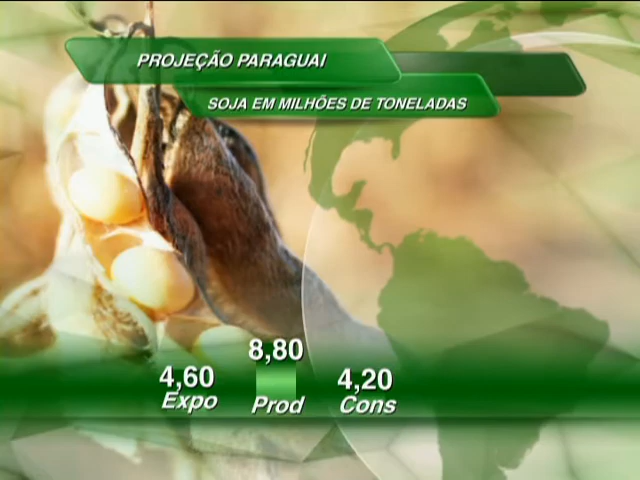 PROJEÇÃO PARAGUAI
SOJA EM MILHÕES DE TONELADAS
8,80
4,60
4,20
Expo
Prod
Cons